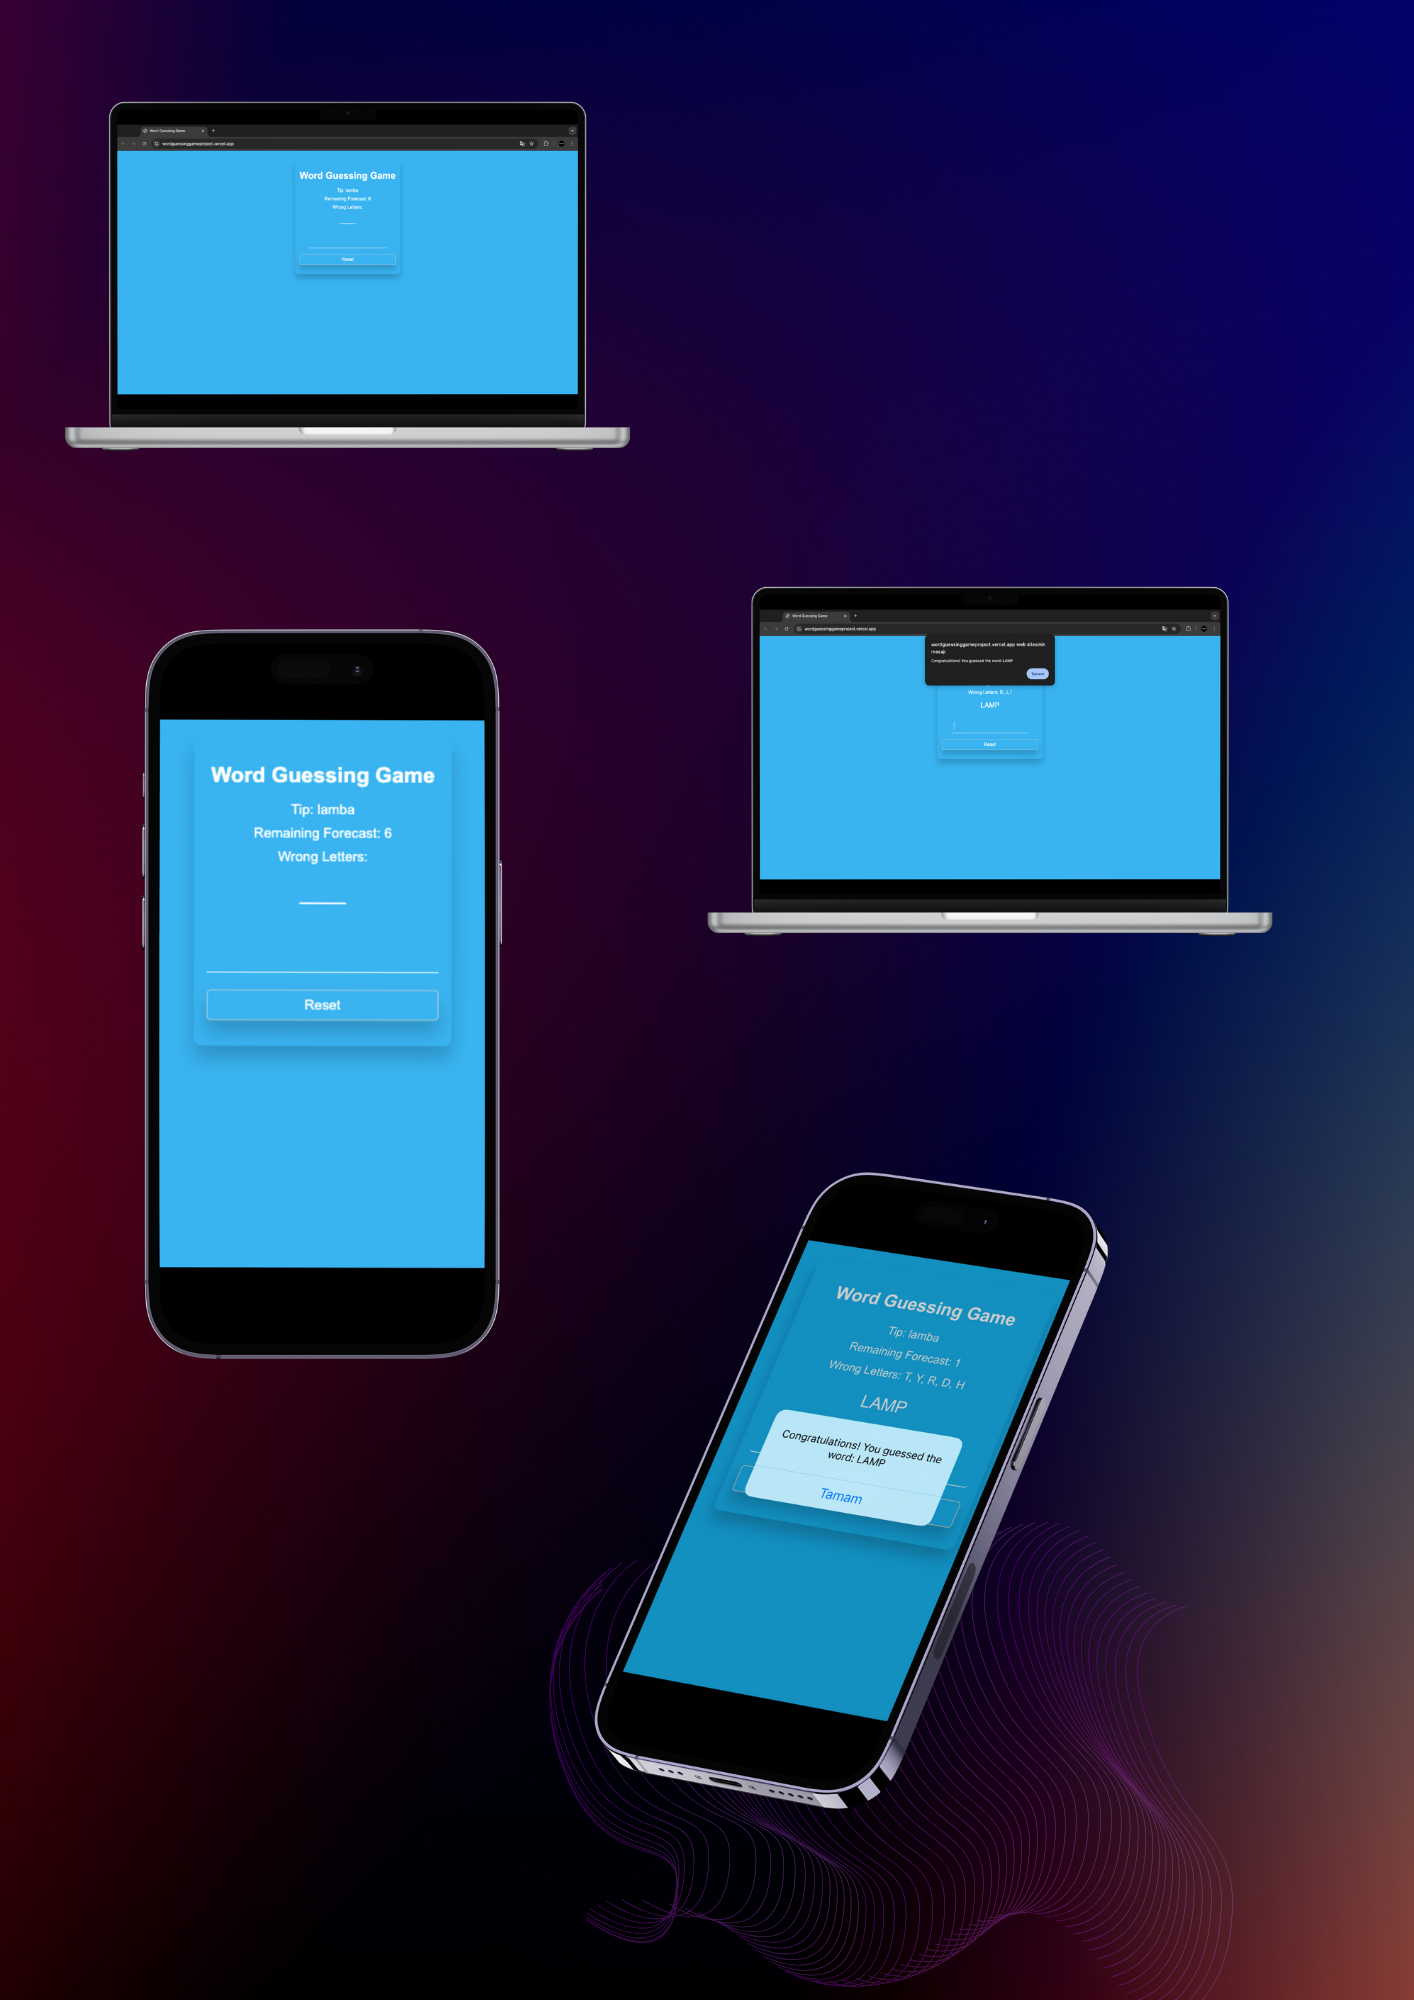 Word Guessing Game
wordguessinggameproject.vercel.app
Word Guessing Game
Tip: lamba
Remaining Forecast: 6
Wrong Letters:
____
Reset
Word Guessing Game
wordguessinggameproject.vercel.app
wordguessinggameproject.vercel.app web sitesinin
mesajı
Congratulations! You guessed the word: LAMP
Tamam
Wrong Letters: B, J, I
LAMP
Reset
Word Guessing Game
Tip: lamba
Remaining Forecast: 6
Wrong Letters:
____
Reset
Word Guessing Game
Tip: lamba
Remaining Forecast: 1
Wrong Letters: T, Y, R, D, H
LAMP
Congratulations! You guessed the
word: LAMP
Tamam